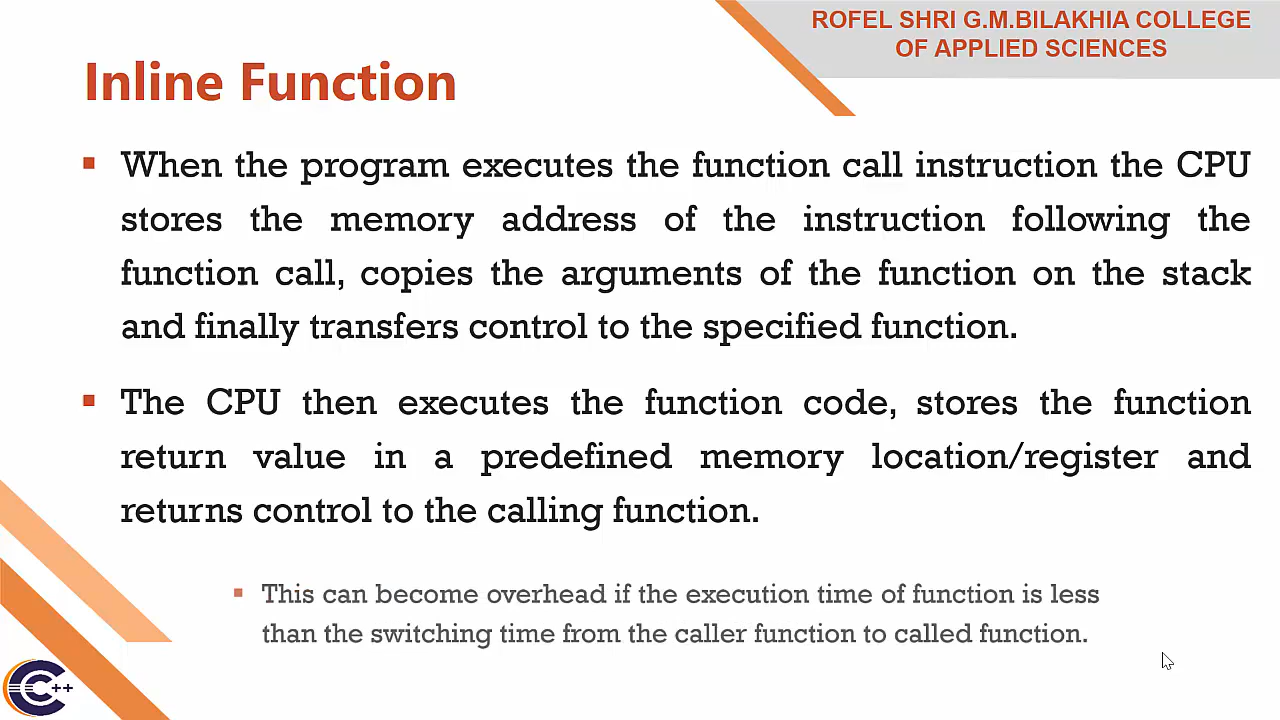 ROFEL SHRI G.M.BILAKHIA COLLEGE
OF APPLIED SCIENCES
Inline Function
▪ When the program executes the function call instruction the CPU
stores the memory address of the instruction following the
function call, copies the arguments of the function on the stack
and finally transfers control to the specified function.
▪ The CPU then executes the function code, stores the function
return value in a predefined memory location/register and
returns control to the calling function.
▪ This can become overhead if the execution time of function is less
than the switching time from the caller function to called function.
C++